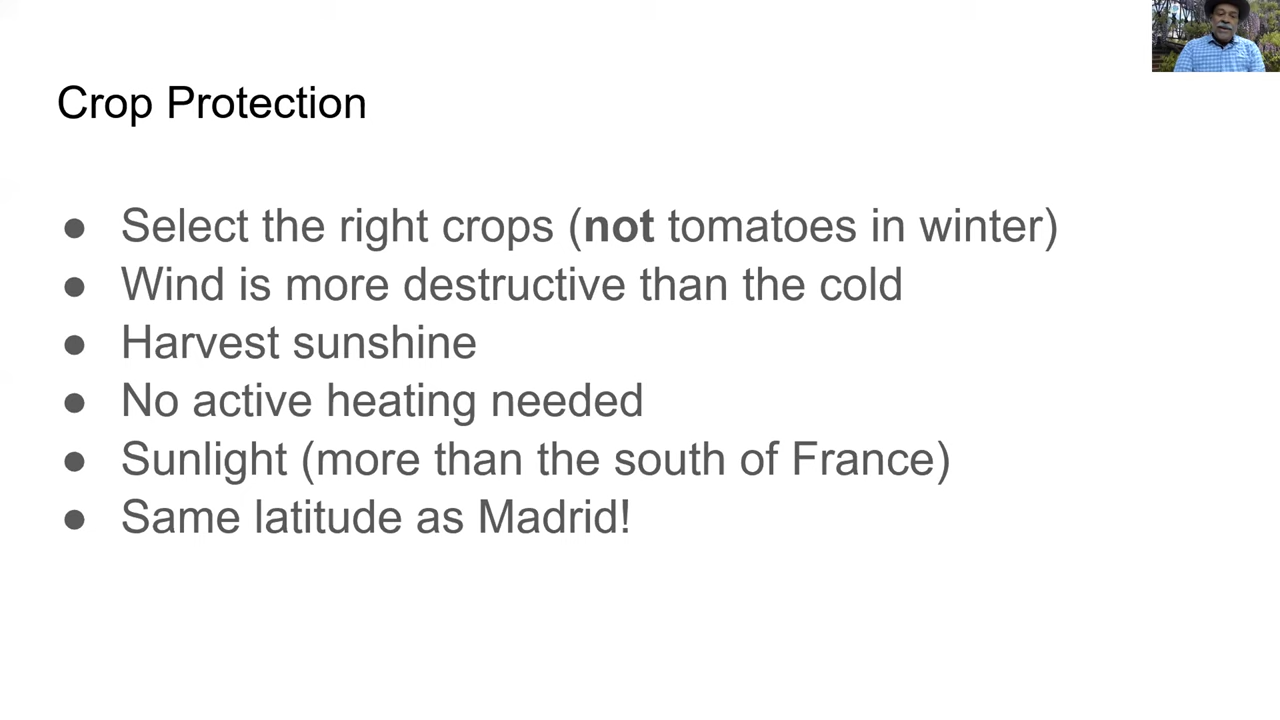 Crop Protection
● Select the right crops (not tomatoes in winter)
● Wind is more destructive than the cold
● Harvest sunshine
● No active heating needed
● Sunlight (more than the south of France)
● Same latitude as Madrid!